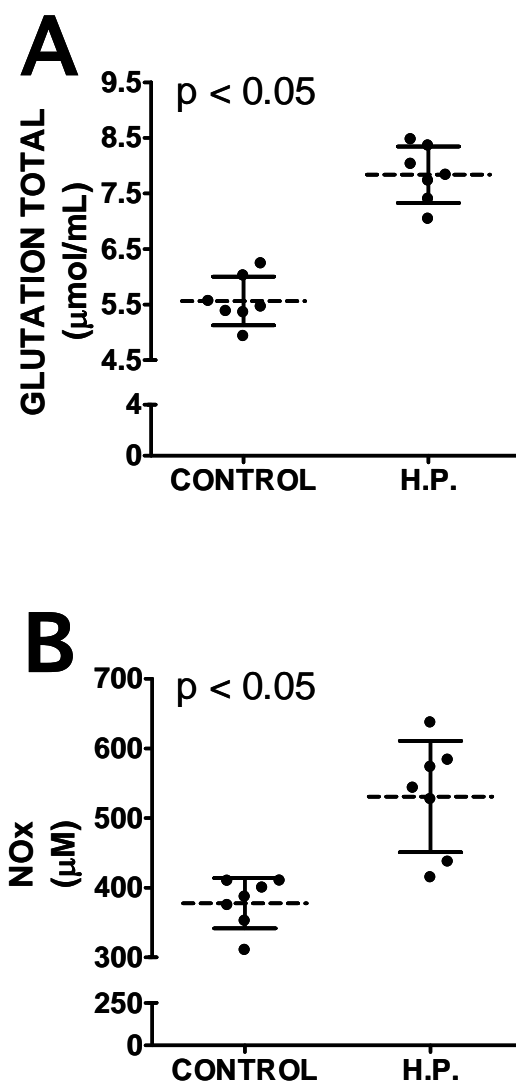 A
p < 0.05
GLUTATION TOTAL
(μmol/mL)
9.5
8.5
7.5
6.5
5.5
4.5
4
0
CONTROL H.P.
B
p < 0.05
NOx
(μM)
700
600
500
400
300
250
0
CONTROL H.P.